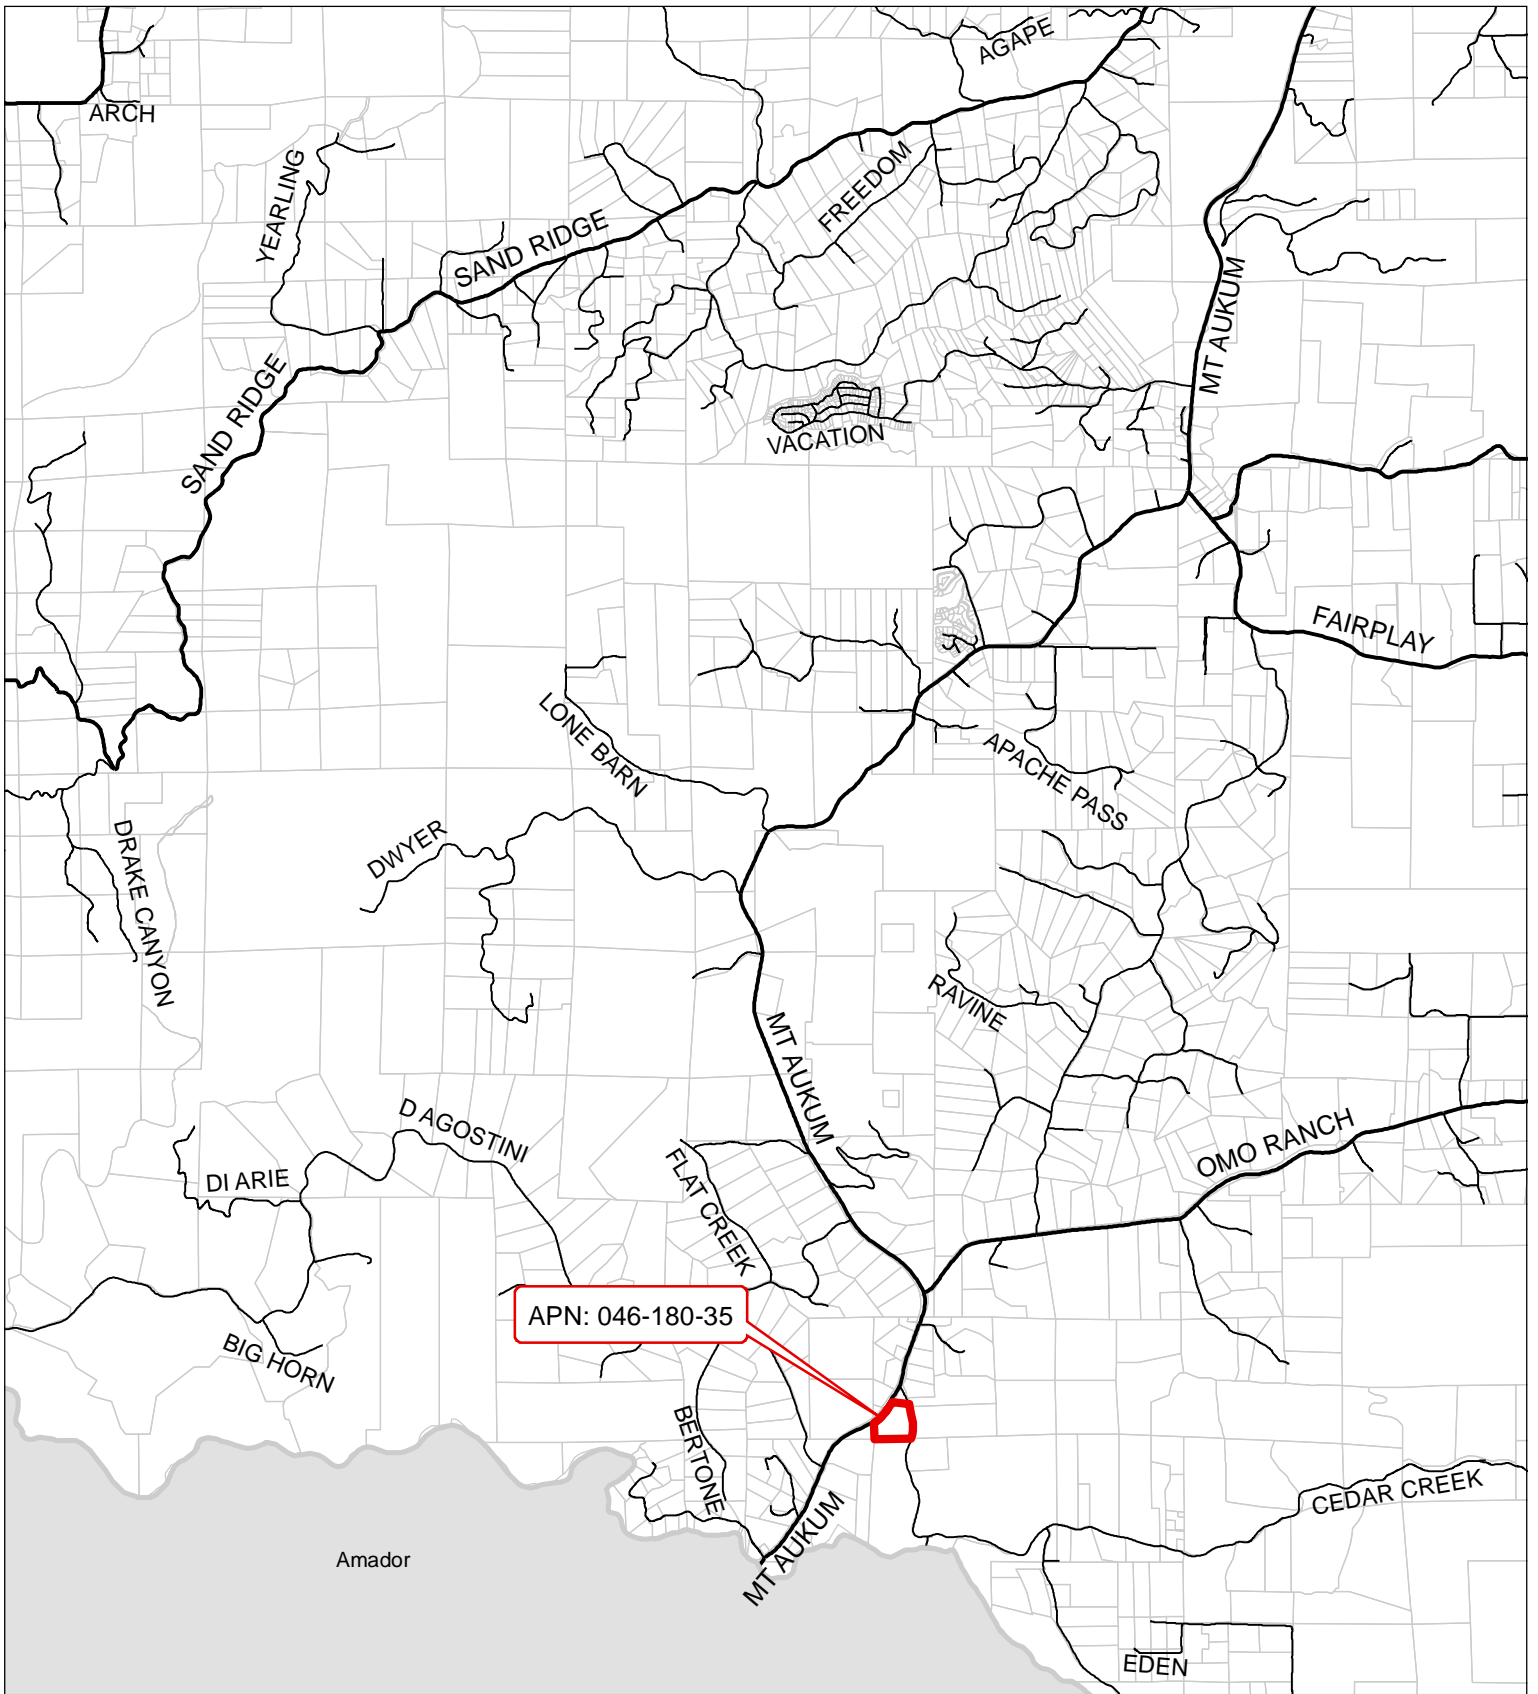 AGAPE
ARCH
YEARLING
FREEDOM
SAND RIDGE
MT AUKUM
SAND RIDGE
VACATION
FAIRPLAY
LONE BARN
APACHE PASS
DWYER
DRAKE CANYON
RAVINE
MT AUKUM
D AGOSTINI
OMO RANCH
DI ARIE
FLAT CREEK
APN: 046-180-35
BIG HORN
BERTONE
CEDAR CREEK
MT AUKUM
Amador
EDEN